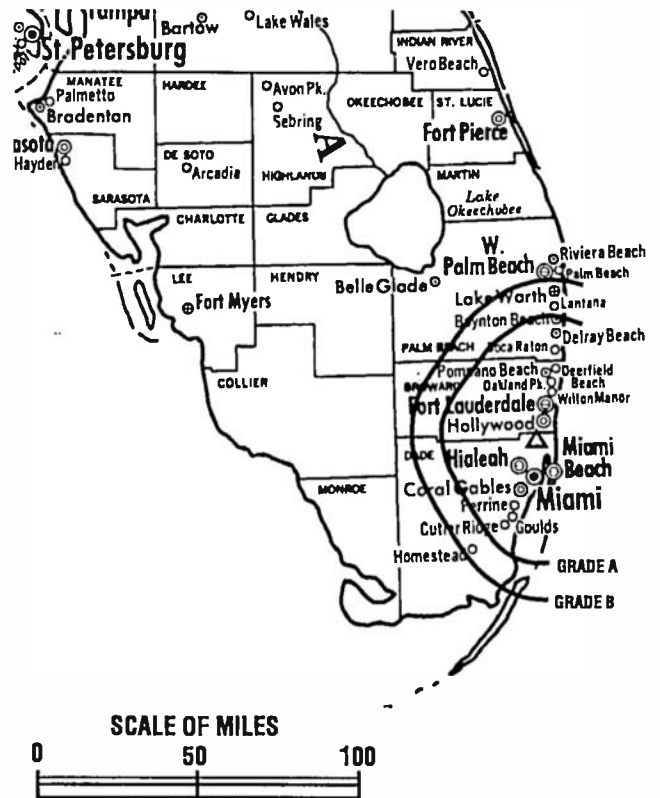 Tampa
Bartow
Lake Wales
St. Petersburg
INDIAN RIVER
Vero Beach
MANATEE
HARDEE
Avon Pk.
OKEECHOBEE
ST. LUCIE
Palmetto
Sebring
Bradenton
Fort Pierce
A
asota
Hayden
DE SOTO
Arcadia
HIGHLANDS
MARTIN
SARASOTA
Lake
Okeechobee
CHARLOTTE
GLADES
W.
Palm Beach
Riviera Beach
Palm Beach
LEE
HENDRY
Belle Glade
Lake Worth
Lantana
Fort Myers
Boynton Beach
Delray Beach
PALM BEACH
Boca Raton
Pompano Beach
Deerfield
Beach
COLLIER
BROWARD
Oakland Pk.
Wilton Manor
Fort Lauderdale
Hollywood
DADE
Hialeah
Miami
Beach
MONROE
Coral Gables
Miami
Perrine
Cutler Ridge
Goulds
Homestead
GRADE A
GRADE B
SCALE OF MILES
0 50 100